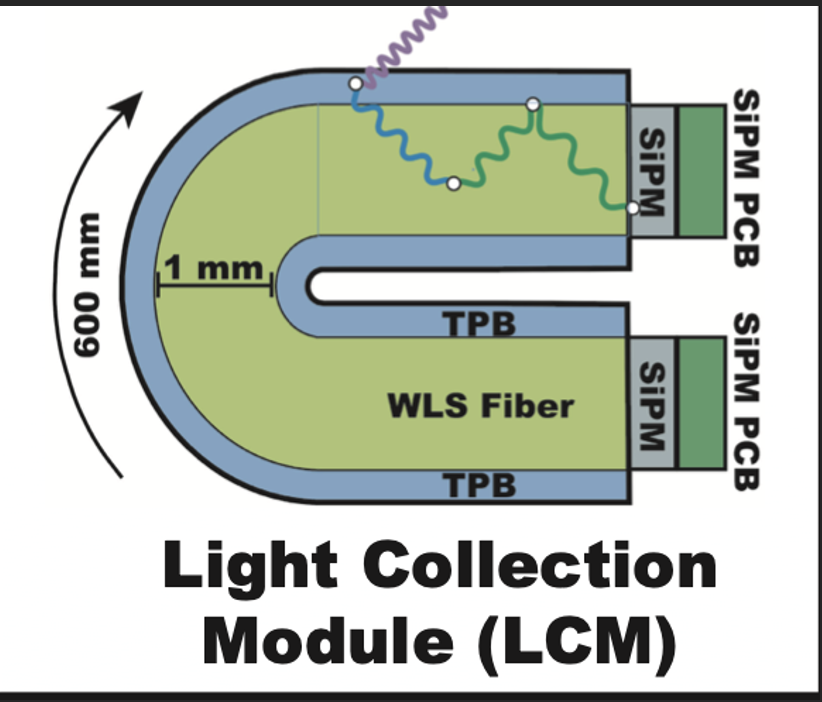 SiPM
SiPM PCB
1 mm
600 mm
TPB
SiPM
SiPM PCB
WLS Fiber
TPB
Light Collection
Module (LCM)